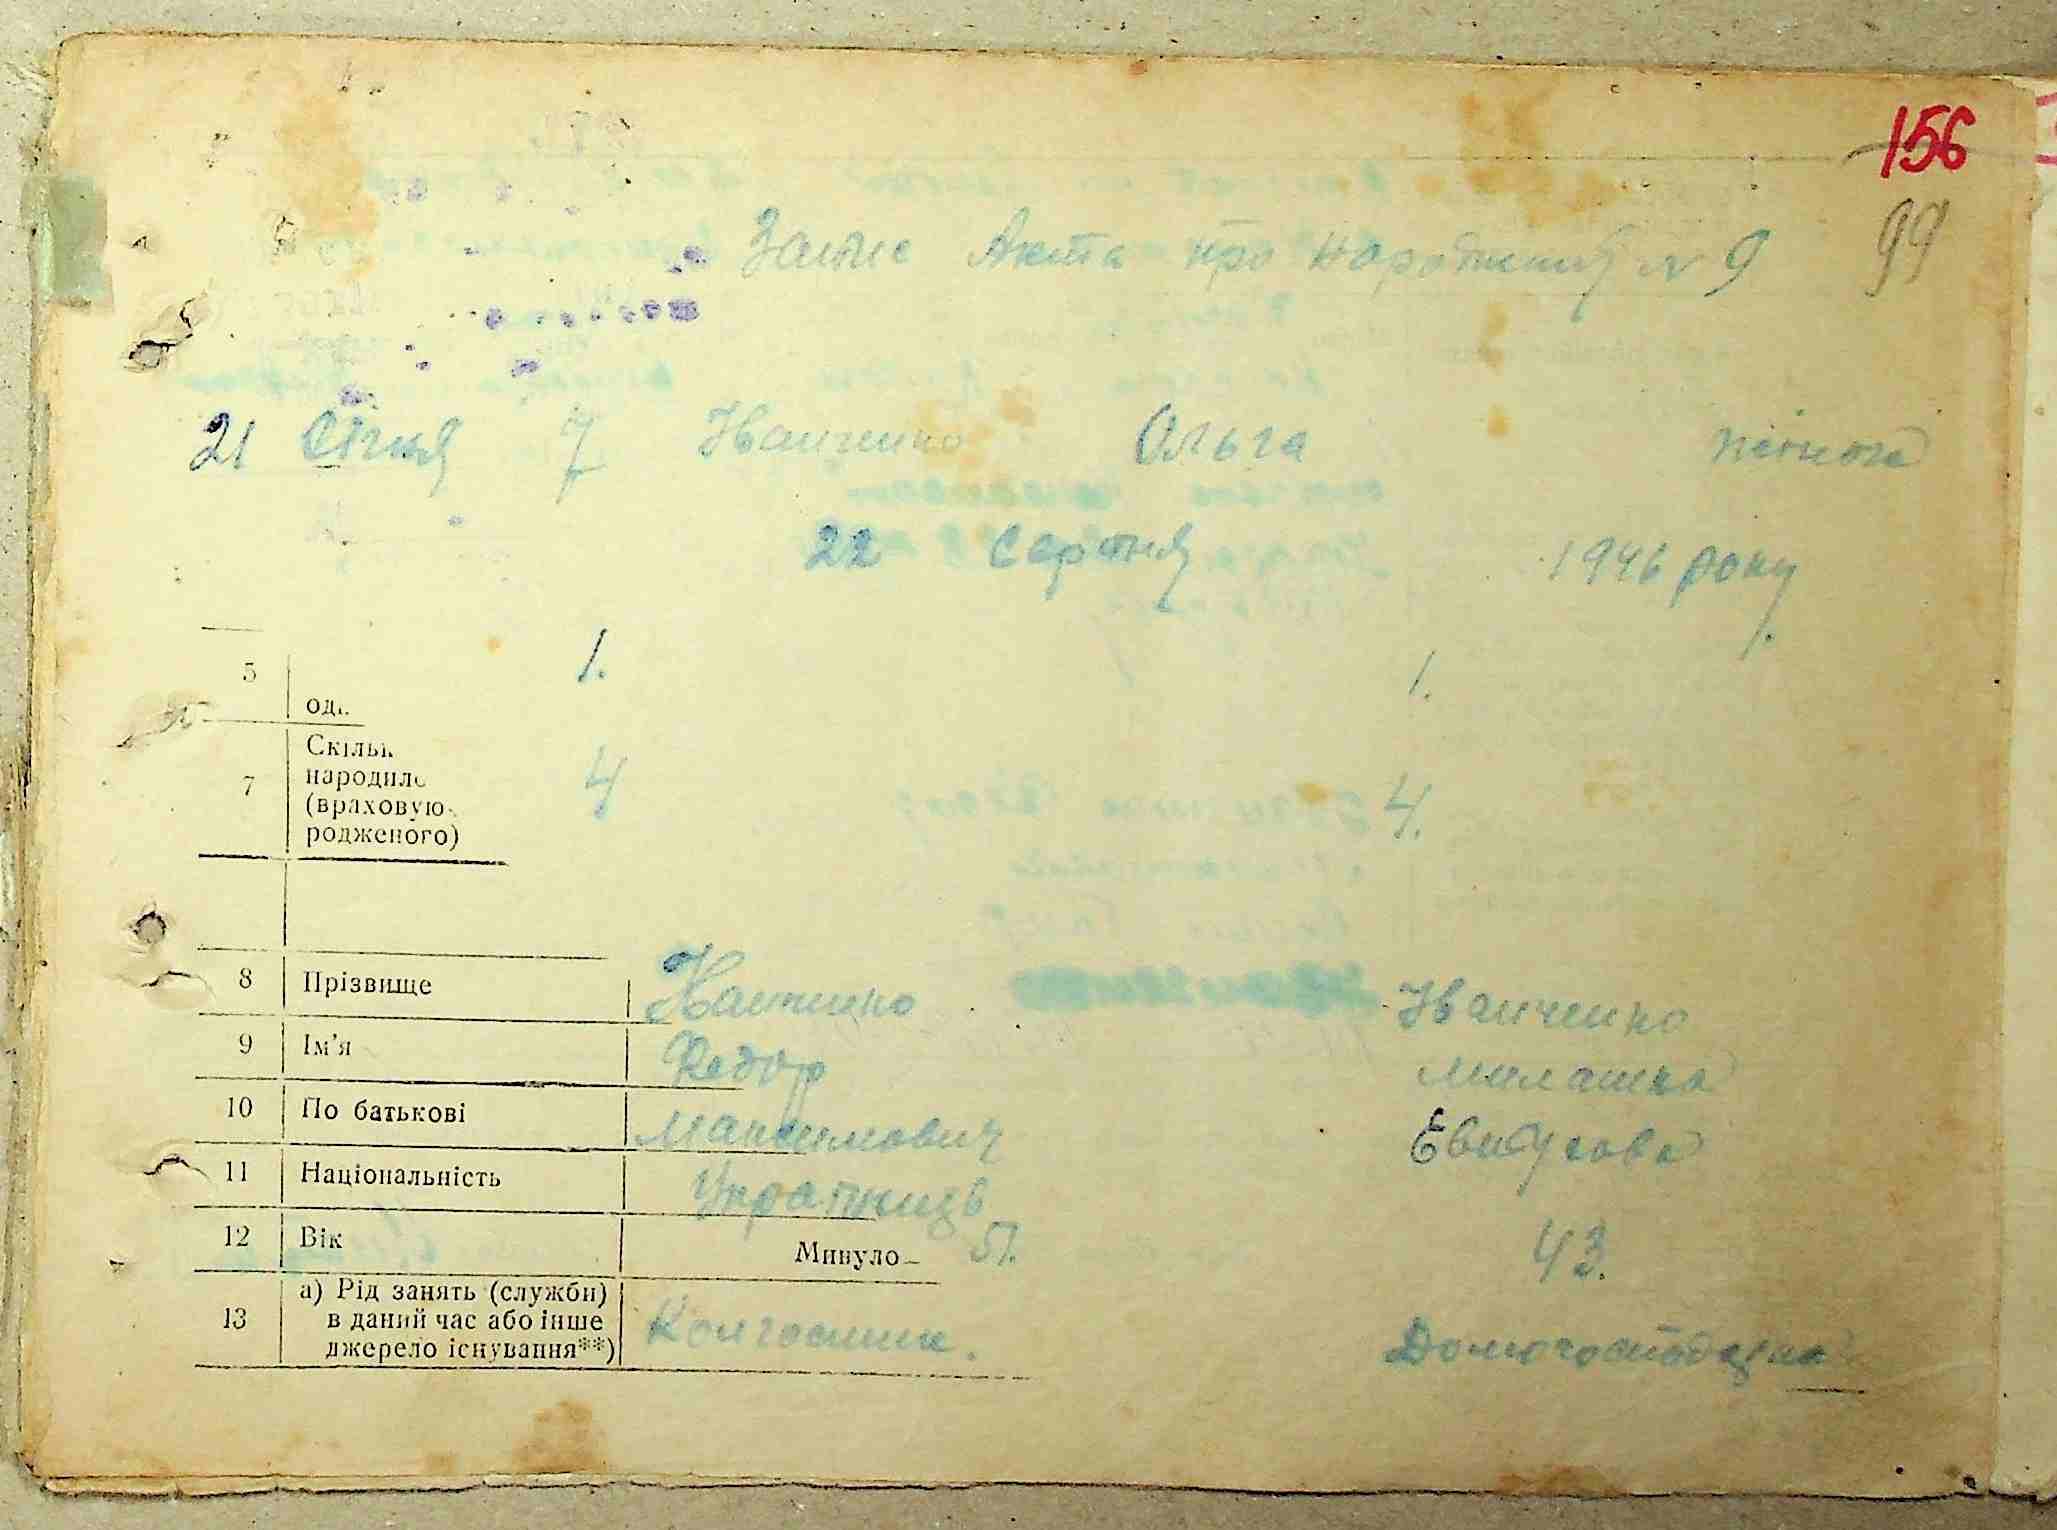 156
Запис Акта про народження № 9 99
21 Січня 7 Іванченко Ольга жіноча
22 Серпня 1946 року
5 1. 1.
оді
7 Скільк народило (враховую родженого) 4 4.
8 Прізвище Іванченко Іванченко
9 Ім'я Федор Милашка
10 По батькові Максимович
11 Національність Українець
12 Вік Минуло 51. 43.
13 а) Рід занять (служби) в даний час або інше джерело існування**) Колгоспник. Домогосподарка